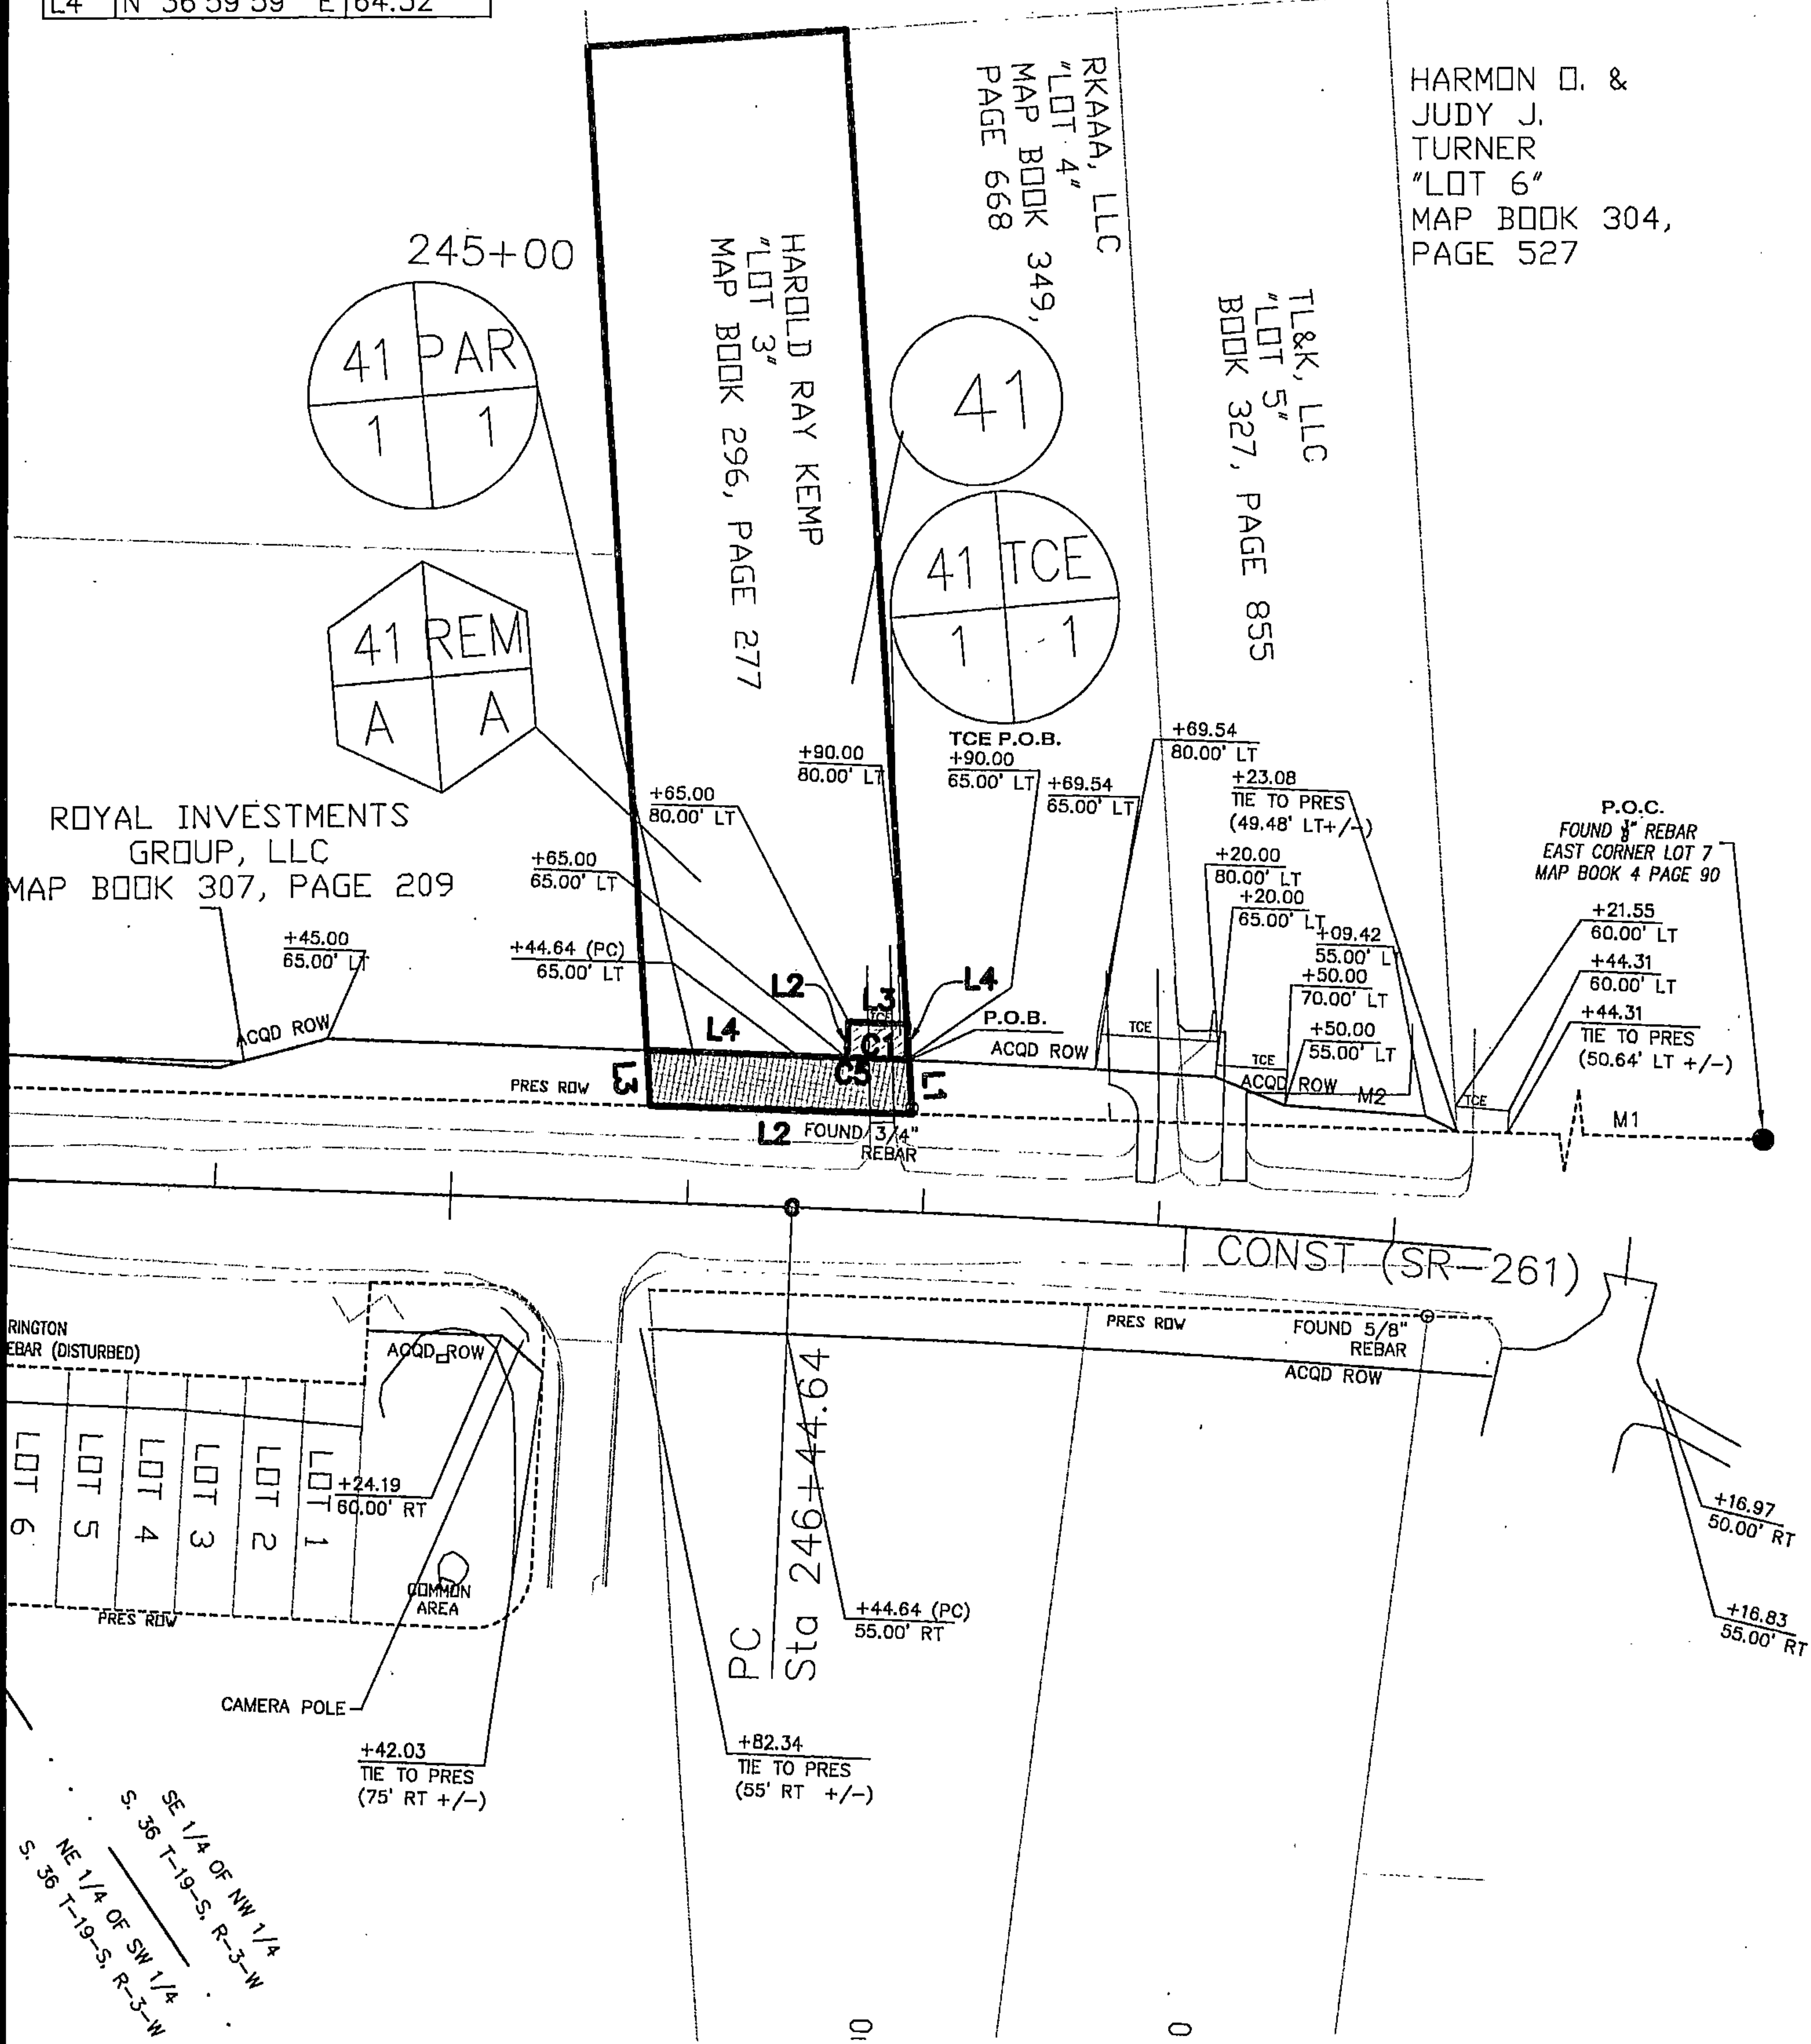 L4 N 36°59'59" E 64.52'
HARMON O. &
JUDY J.
TURNER
"LOT 6"
MAP BOOK 304,
PAGE 527
RKAAA, LLC
"LOT 4"
MAP BOOK 349,
PAGE 668
245+00
41 PAR
1 1
HAROLD RAY KEMP
"LOT 3"
MAP BOOK 296, PAGE 277
41
TL&K, LLC
"LOT 5"
BOOK 327, PAGE 855
41 TCE
1 1
41 REM
A A
ROYAL INVESTMENTS
GROUP, LLC
MAP BOOK 307, PAGE 209
+90.00
80.00' LT
TCE P.O.B.
+90.00
65.00' LT
+69.54
65.00' LT
+69.54
80.00' LT
+23.08
TIE TO PRES
(49.48' LT+/-)
+65.00
80.00' LT
+65.00
65.00' LT
+44.64 (PC)
65.00' LT
+45.00
65.00' LT
+20.00
80.00' LT
+20.00
65.00' LT
+09.42
55.00' L
+50.00
70.00' LT
+50.00
55.00' LT
P.O.C.
FOUND REBAR
EAST CORNER LOT 7
MAP BOOK 4 PAGE 90
+21.55
60.00' LT
+44.31
60.00' LT
+44.31
TIE TO PRES
(50.64' LT +/-)
L2
L3
TCE
L4
ACQD ROW
L4
C1
C5
P.O.B.
ACQD ROW
TCE
TCE
ACQD ROW
M2
TCE
M1
PRES ROW
L3
L1
L2
FOUND 3/4"
REBAR
CONST (SR-261)
RINGTON
EBAR (DISTURBED)
ACQD ROW
PRES ROW
FOUND 5/8"
REBAR
ACQD ROW
LOT 6
LOT 5
LOT 4
LOT 3
LOT 2
LOT 1
+24.19
60.00' RT
COMMON
AREA
PRES ROW
PC
Sta 246+44.64
+44.64 (PC)
55.00' RT
+16.97
50.00' RT
+16.83
55.00' RT
CAMERA POLE
+42.03
TIE TO PRES
(75' RT +/-)
+82.34
TIE TO PRES
(55' RT +/-)
SE 1/4 OF NW 1/4
S. 36 T-19-S, R-3-W
NE 1/4 OF SW 1/4
S. 36 T-19-S, R-3-W